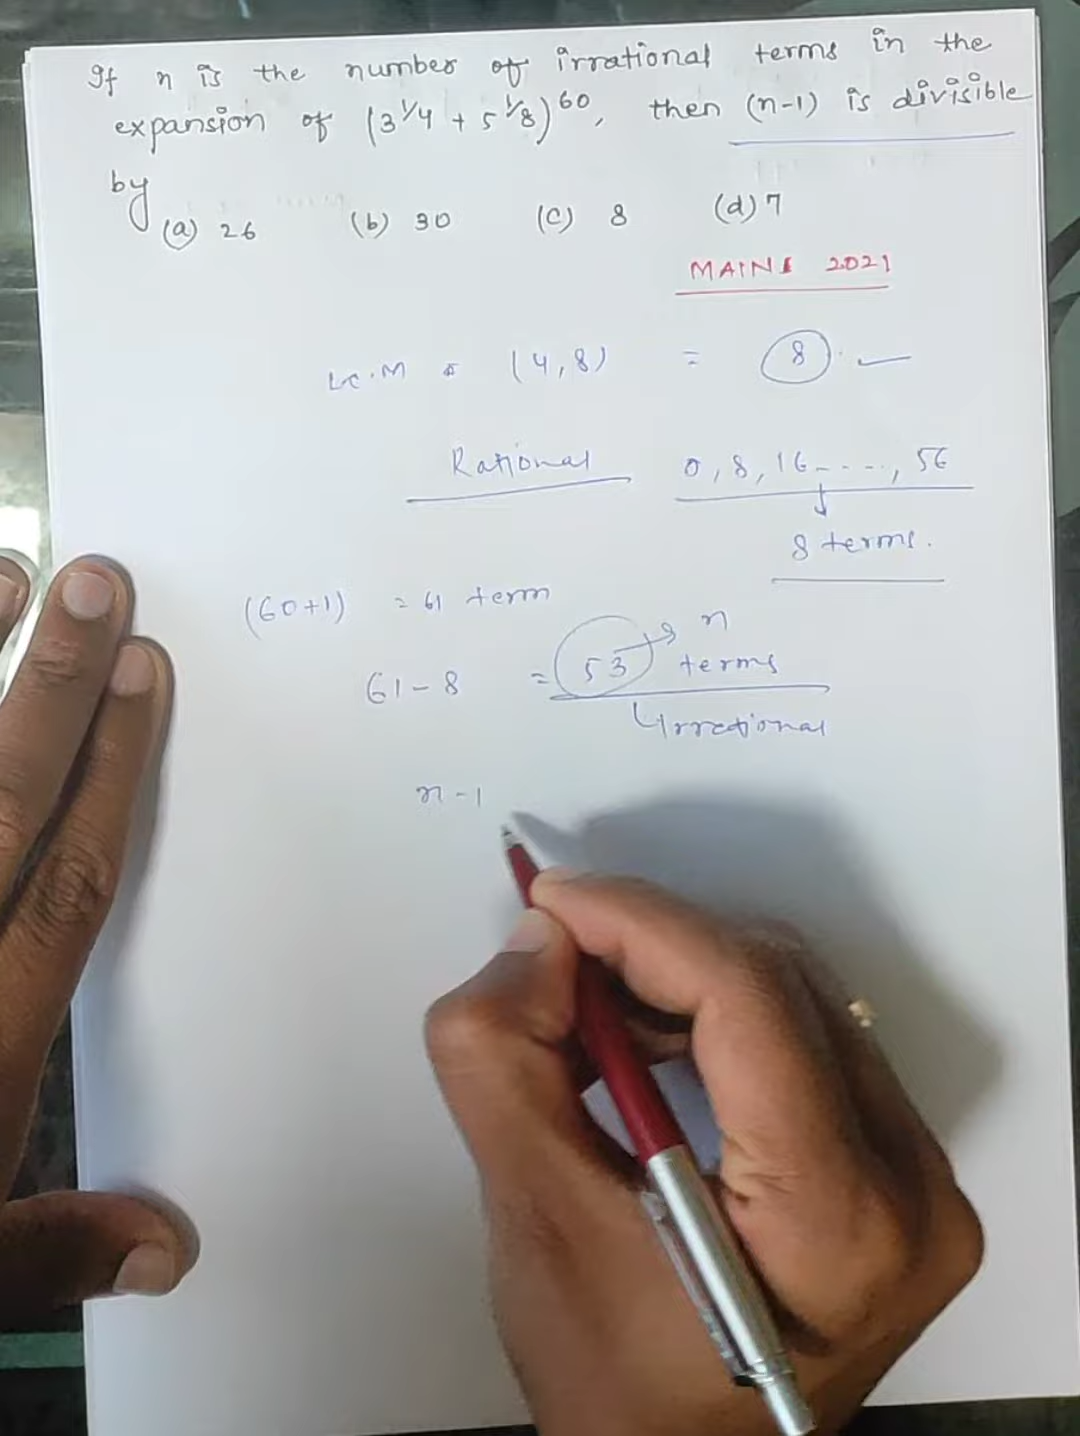 If n is the number of irrational terms in the
expansion of (3^1/4 + 5^1/8)^60, then (n-1) is divisible
by
(a) 26 (b) 30 (c) 8 (d) 7
MAINS 2021
L.C.M (4,8) = 8
Rational 0, 8, 16 - - - -, 56
8 terms.
(60+1) = 61 term
n
61 - 8 = 53 terms
Irrational
n - 1